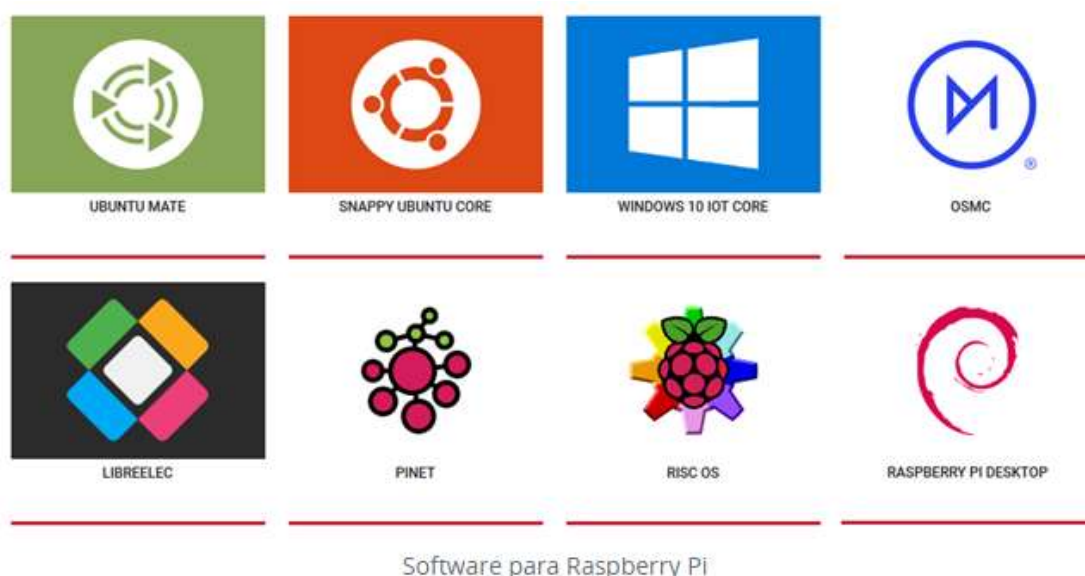 UBUNTU MATE
SNAPPY UBUNTU CORE
WINDOWS 10 IOT CORE
OSMC
®
LIBREELEC
PINET
RISC OS
RASPBERRY PI DESKTOP
Software para Raspberry Pi